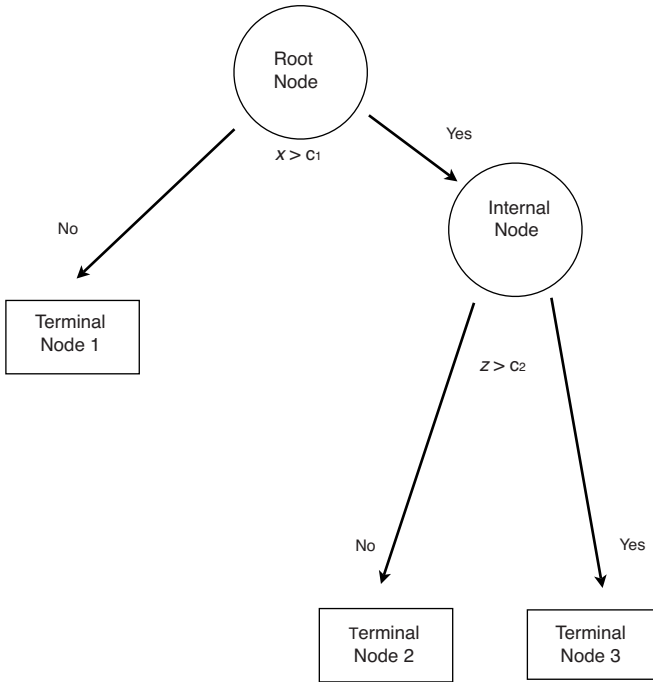 Root
Node
Yes
x > c₁
Internal
Node
No
Terminal
Node 1
z > c₂
No
Yes
Terminal
Node 2
Terminal
Node 3